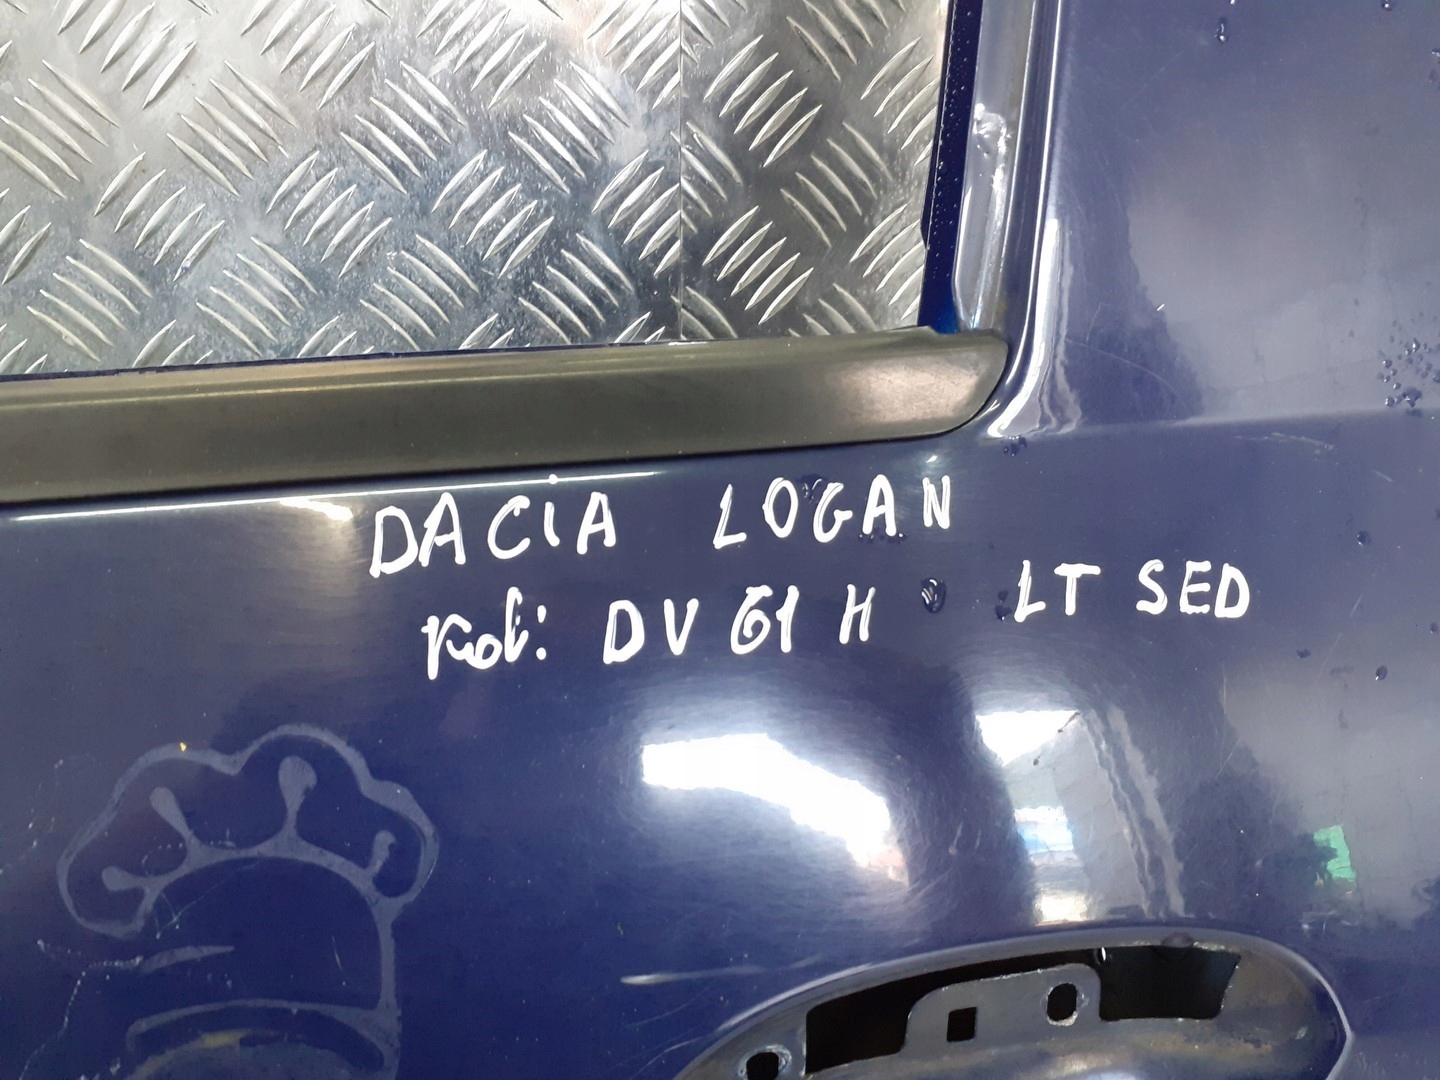 DACiA LOGAN
Kol: DV 61 H LT SED